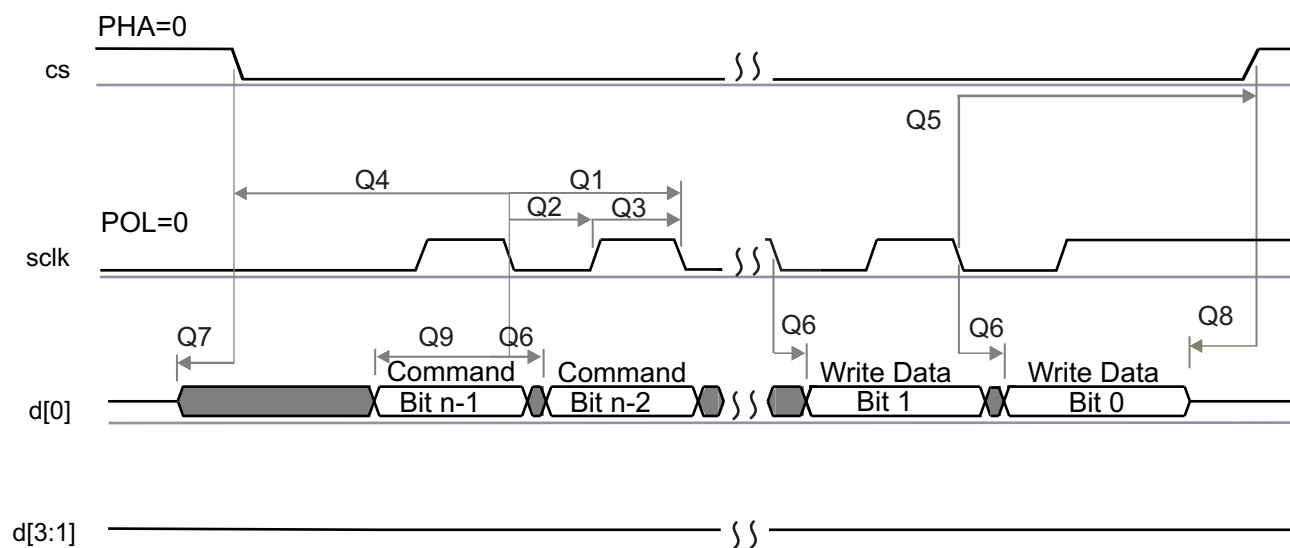 PHA=0
cs
Q5
Q4 Q1
Q2 Q3
POL=0
sclk
Q7 Q9 Q6 Q6 Q6 Q8
Command Command Write Data Write Data
d[0] Bit n-1 Bit n-2 Bit 1 Bit 0
d[3:1]